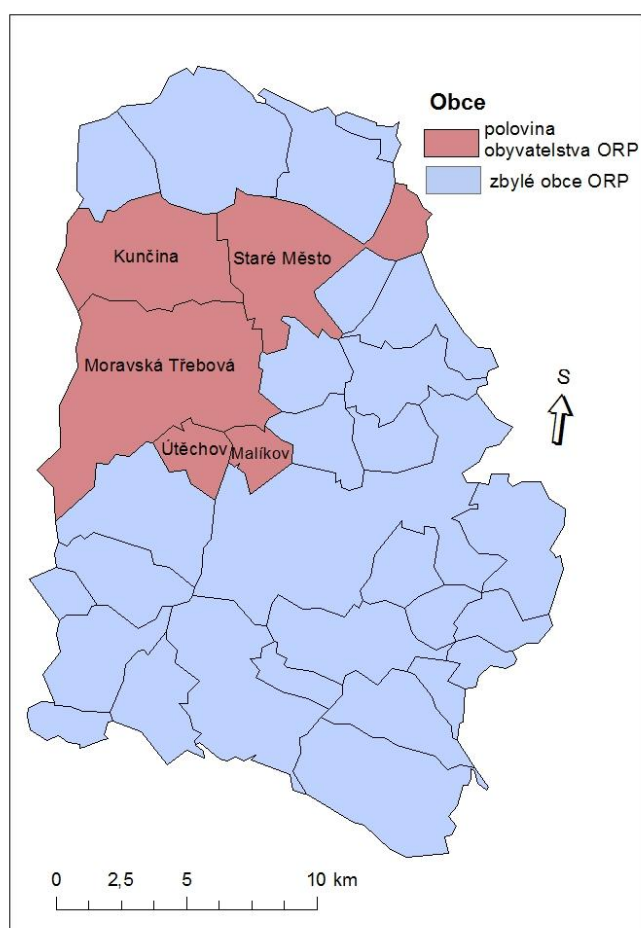 Obce
polovina
obyvatelstva ORP
zbylé obce ORP
Kunčina
Staré Město
Moravská Třebová
Útěchov
Malíkov
S
0 2,5 5 10 km